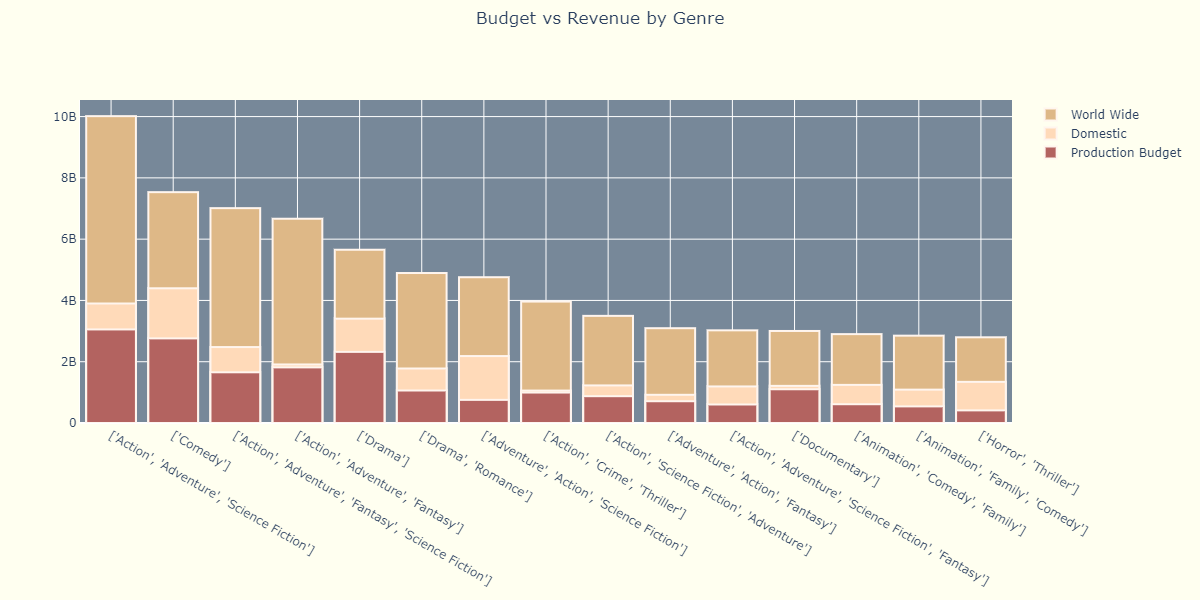 Budget vs Revenue by Genre
World Wide
Domestic
Production Budget
10B
8B
6B
4B
2B
0
['Action', 'Adventure', 'Science Fiction']
['Comedy']
['Action', 'Adventure', 'Fantasy', 'Science Fiction']
['Action', 'Adventure', 'Fantasy']
['Drama']
['Drama', 'Romance']
['Adventure', 'Action', 'Science Fiction']
['Action', 'Crime', 'Thriller']
['Action', 'Science Fiction', 'Adventure']
['Adventure', 'Action', 'Fantasy']
['Action', 'Adventure', 'Science Fiction', 'Fantasy']
['Documentary']
['Animation', 'Comedy', 'Family']
['Animation', 'Family', 'Comedy']
['Horror', 'Thriller']